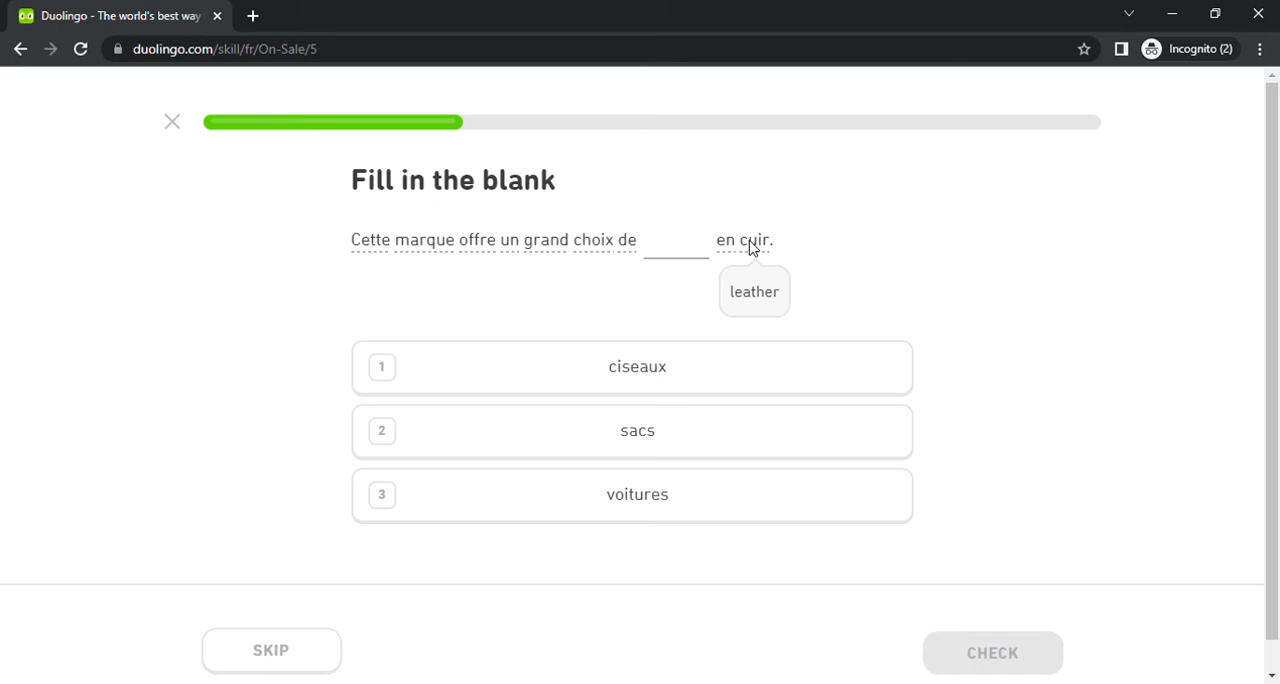 Duolingo - The world's best way
duolingo.com/skill/fr/On-Sale/5
Incognito (2)
Fill in the blank
Cette marque offre un grand choix de ______ en cuir.
leather
1 ciseaux
2 sacs
3 voitures
SKIP
CHECK